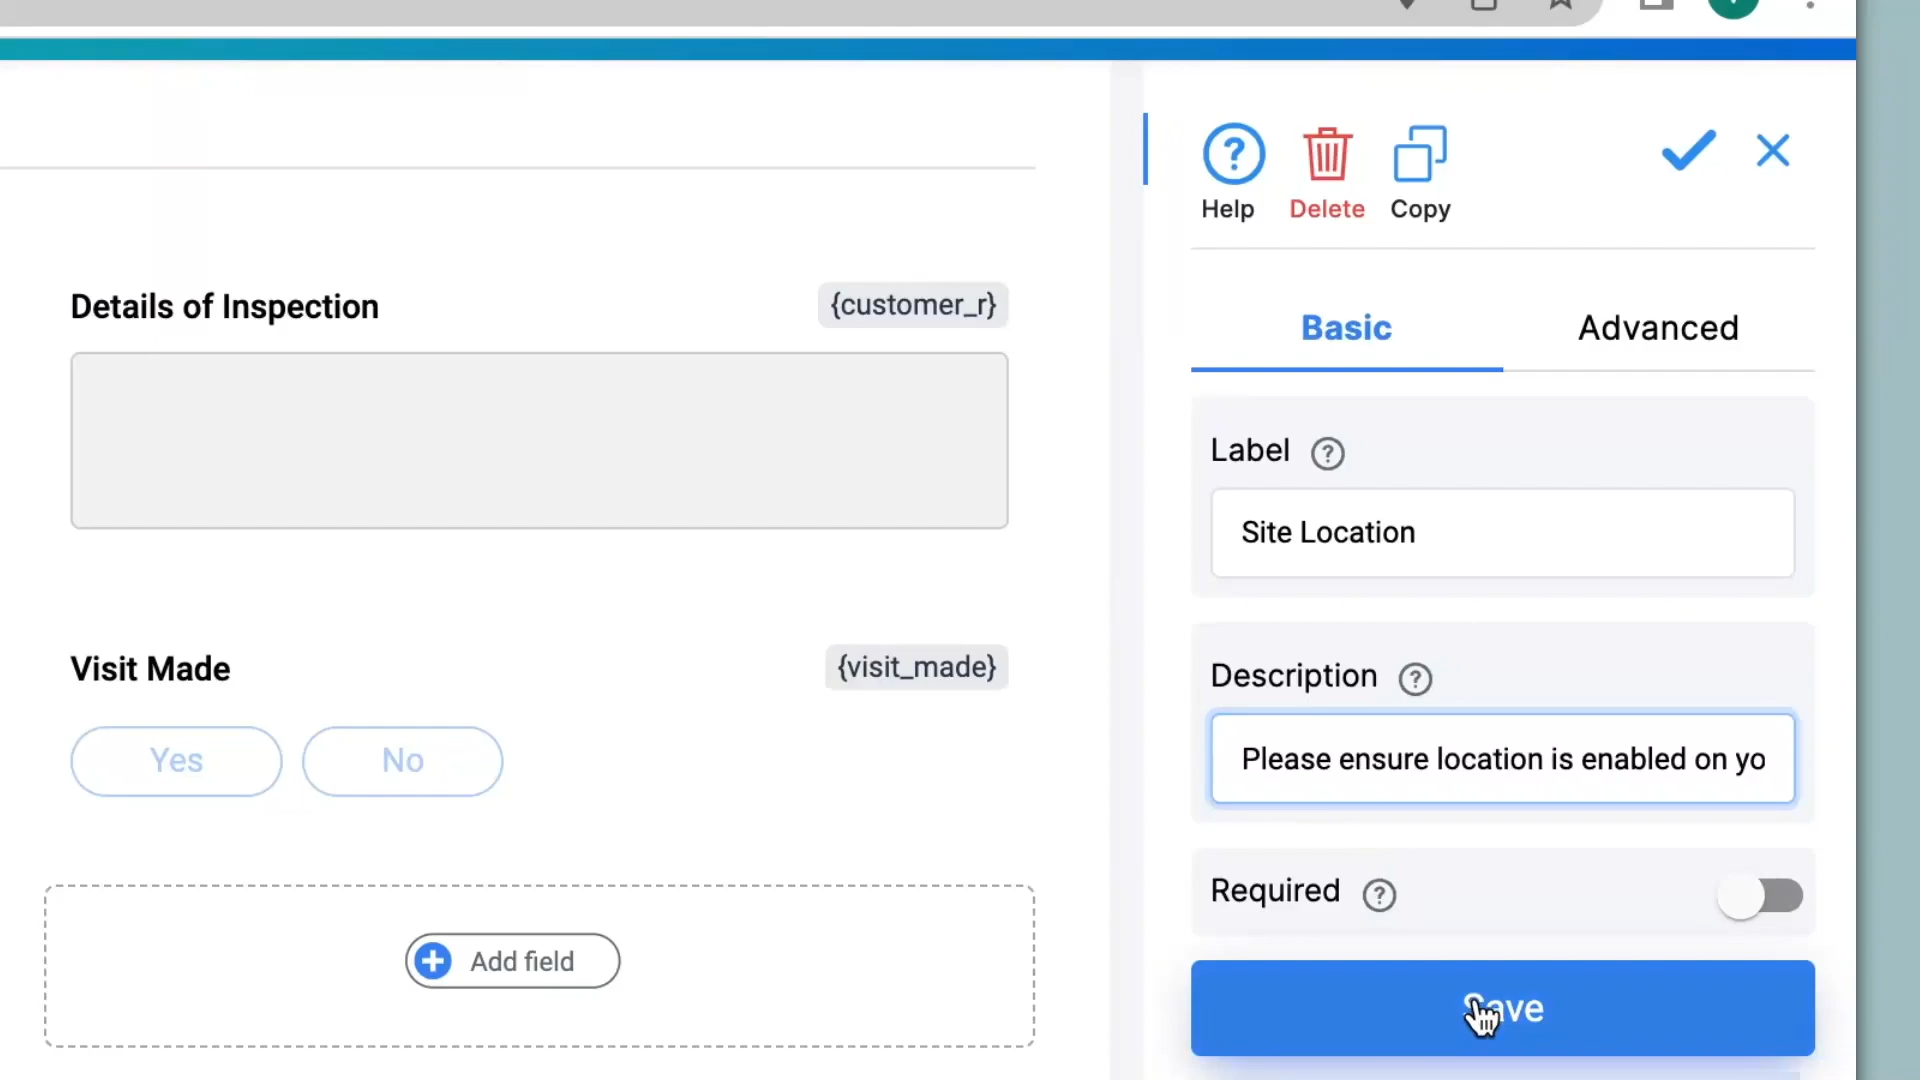 Help
Delete
Copy
Details of Inspection
{customer_r}
Basic
Advanced
Label ?
Site Location
Visit Made
{visit_made}
Description ?
Yes
No
Please ensure location is enabled on yo
Required ?
Add field
Save